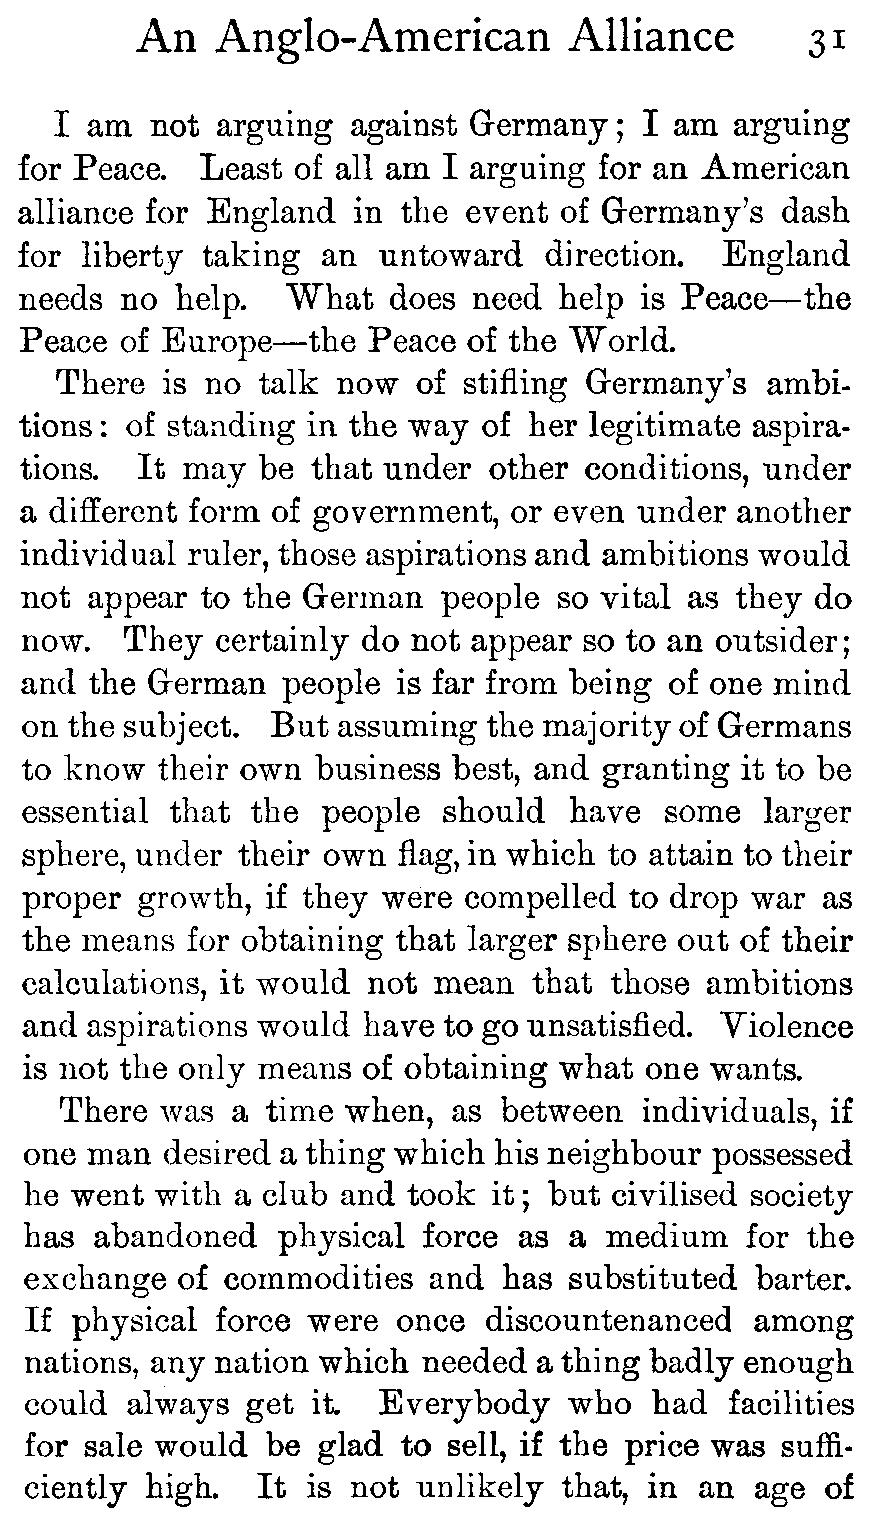 An Anglo-American Alliance 31
I am not arguing against Germany; I am arguing
for Peace. Least of all am I arguing for an American
alliance for England in the event of Germany's dash
for liberty taking an untoward direction. England
needs no help. What does need help is Peace—the
Peace of Europe—the Peace of the World.
There is no talk now of stifling Germany's ambi-
tions: of standing in the way of her legitimate aspira-
tions. It may be that under other conditions, under
a different form of government, or even under another
individual ruler, those aspirations and ambitions would
not appear to the German people so vital as they do
now. They certainly do not appear so to an outsider;
and the German people is far from being of one mind
on the subject. But assuming the majority of Germans
to know their own business best, and granting it to be
essential that the people should have some larger
sphere, under their own flag, in which to attain to their
proper growth, if they were compelled to drop war as
the means for obtaining that larger sphere out of their
calculations, it would not mean that those ambitions
and aspirations would have to go unsatisfied. Violence
is not the only means of obtaining what one wants.
There was a time when, as between individuals, if
one man desired a thing which his neighbour possessed
he went with a club and took it; but civilised society
has abandoned physical force as a medium for the
exchange of commodities and has substituted barter.
If physical force were once discountenanced among
nations, any nation which needed a thing badly enough
could always get it. Everybody who had facilities
for sale would be glad to sell, if the price was suffi-
ciently high. It is not unlikely that, in an age of